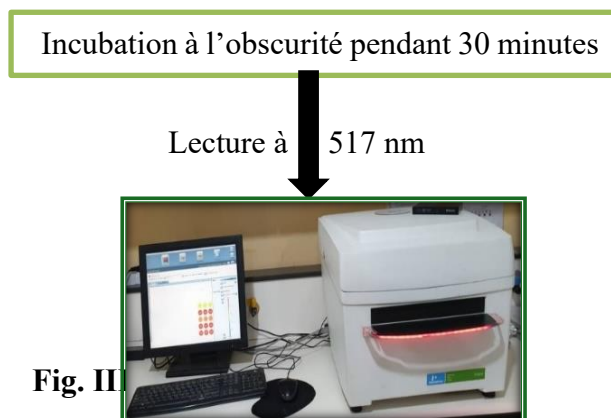 Incubation à l’obscurité pendant 30 minutes
Lecture à 517 nm
Fig. III